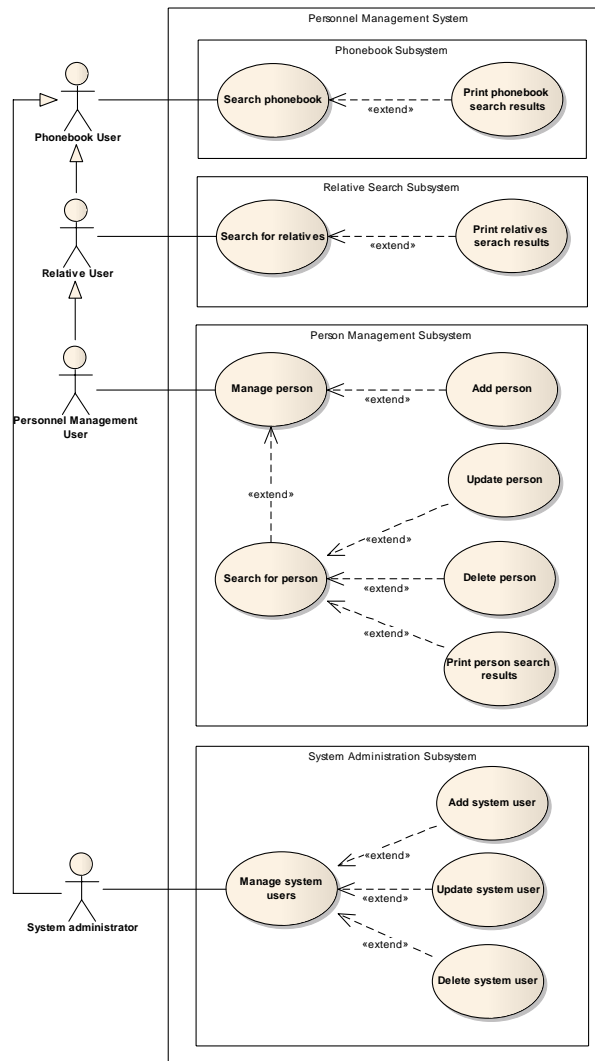 Personnel Management System
Phonebook Subsystem
Search phonebook
«extend»
Print phonebook
search results
Phonebook User
Relative Search Subsystem
Search for relatives
«extend»
Print relatives
serach results
Relative User
Person Management Subsystem
Manage person
«extend»
Add person
Personnel Management
User
Update person
«extend»
«extend»
Search for person
Delete person
«extend»
«extend»
Print person search
results
System Administration Subsystem
Add system user
«extend»
Manage system
users
Update system user
«extend»
System administrator
«extend»
Delete system user